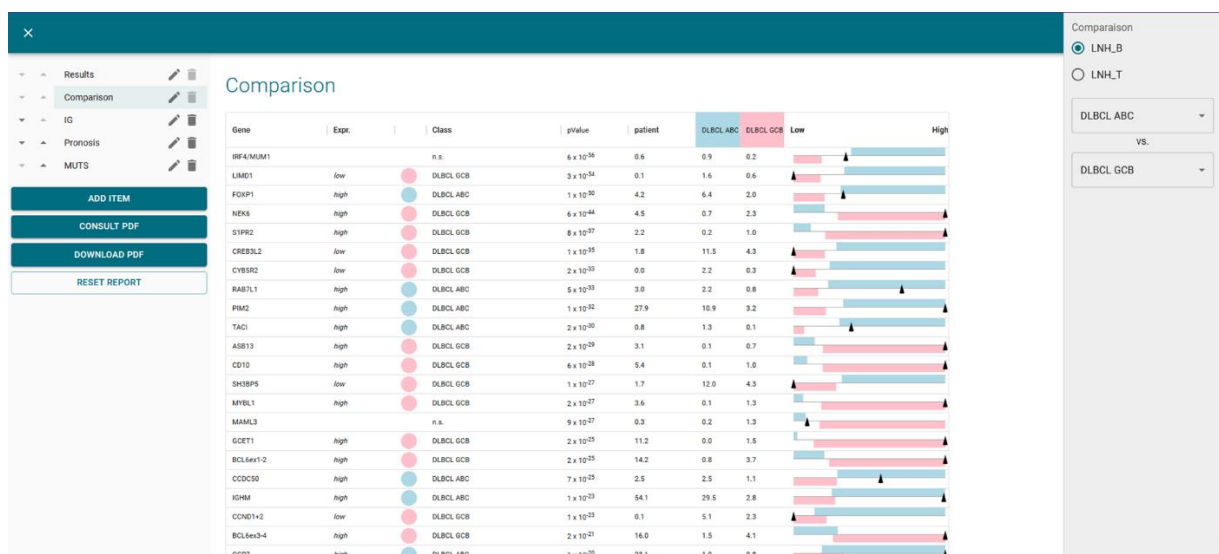 Results
Comparison
IG
Pronosis
MUTS
ADD ITEM
CONSULT PDF
DOWNLOAD PDF
RESET REPORT
Comparison
Gene Expr. Class pValue patient DLBCL ABC DLBCL GCB Low High
IRF4/MUM1 n.s. 6 x 10-56 0.6 0.9 0.2
LIMD1 low DLBCL GCB 3 x 10-54 0.1 1.6 0.6
FOXP1 high DLBCL ABC 1 x 10-50 4.2 6.4 2.0
NEK6 high DLBCL GCB 6 x 10-44 4.5 0.7 2.3
S1PR2 high DLBCL GCB 8 x 10-37 2.2 0.2 1.0
CREB3L2 low DLBCL GCB 1 x 10-35 1.8 11.5 4.3
CYB5R2 low DLBCL GCB 2 x 10-33 0.0 2.2 0.3
RAB7L1 high DLBCL ABC 5 x 10-33 3.0 2.2 0.8
PIM2 high DLBCL ABC 1 x 10-32 27.9 10.9 3.2
TACI high DLBCL ABC 2 x 10-30 0.8 1.3 0.1
ASB13 high DLBCL GCB 2 x 10-29 3.1 0.1 0.7
CD10 high DLBCL GCB 6 x 10-28 5.4 0.1 1.0
SH3BP5 low DLBCL GCB 1 x 10-27 1.7 12.0 4.3
MYBL1 high DLBCL GCB 2 x 10-27 3.6 0.1 1.3
MAML3 n.s. 9 x 10-27 0.3 0.2 1.3
GCET1 high DLBCL GCB 2 x 10-25 11.2 0.0 1.5
BCL6ex1-2 high DLBCL GCB 2 x 10-25 14.2 0.8 3.7
CCDC50 high DLBCL ABC 7 x 10-25 2.5 2.5 1.1
IGHM high DLBCL ABC 1 x 10-23 54.1 29.5 2.8
CCND1+2 low DLBCL GCB 1 x 10-23 0.1 5.1 2.3
BCL6ex3-4 high DLBCL GCB 2 x 10-21 16.0 1.5 4.1
Comparaison
LNH_B
LNH_T
DLBCL ABC
vs.
DLBCL GCB